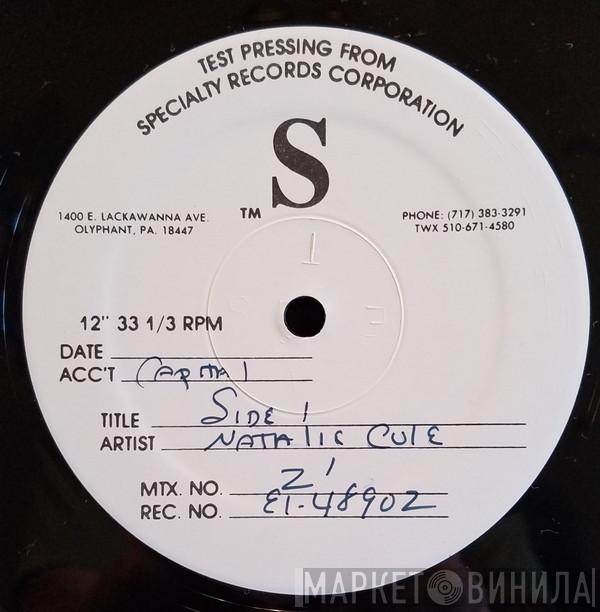 TEST PRESSING FROM
SPECIALTY RECORDS CORPORATION
S
TM
1400 E. LACKAWANNA AVE.
OLYPHANT, PA. 18447
PHONE: (717) 383-3291
TWX 510-671-4580
1
12" 33 1/3 RPM
DATE
ACC'T Capital
TITLE SIDE 1
ARTIST NATAlIE COlE
MTX. NO. Z1
REC. NO. E1-48902
МАРКЕТ ВИНИЛА